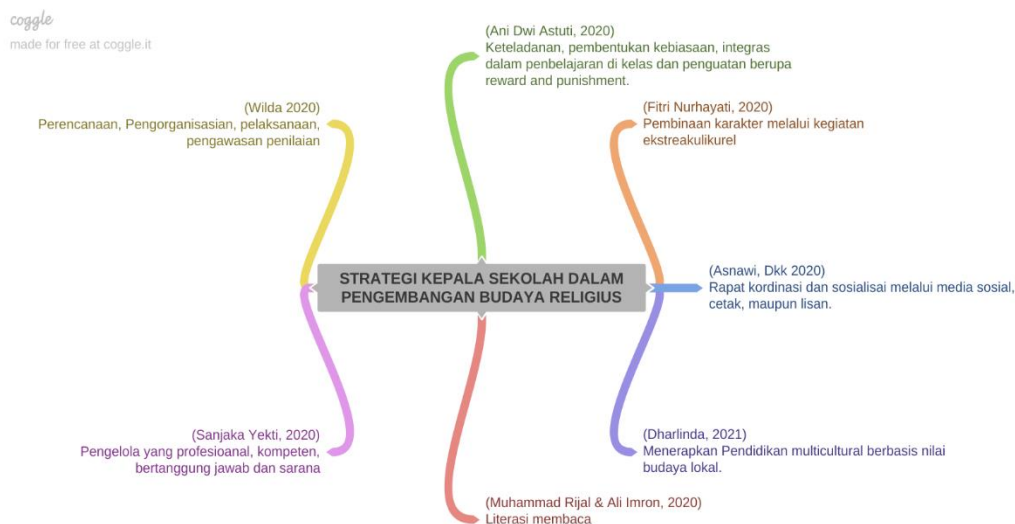 coggle
made for free at coggle.it
(Ani Dwi Astuti, 2020)
Keteladanan, pembentukan kebiasaan, integras
dalam penbelajaran di kelas dan penguatan berupa
reward and punishment.
(Wilda 2020)
Perencanaan, Pengorganisasian, pelaksanaan,
pengawasan penilaian
(Fitri Nurhayati, 2020)
Pembinaan karakter melalui kegiatan
ekstreakulikurel
STRATEGI KEPALA SEKOLAH DALAM
PENGEMBANGAN BUDAYA RELIGIUS
(Asnawi, Dkk 2020)
Rapat kordinasi dan sosialisai melalui media sosial,
cetak, maupun lisan.
(Sanjaka Yekti, 2020)
Pengelola yang profesioanal, kompeten,
bertanggung jawab dan sarana
(Dharlinda, 2021)
Menerapkan Pendidikan multicultural berbasis nilai
budaya lokal.
(Muhammad Rijal & Ali Imron, 2020)
Literasi membaca